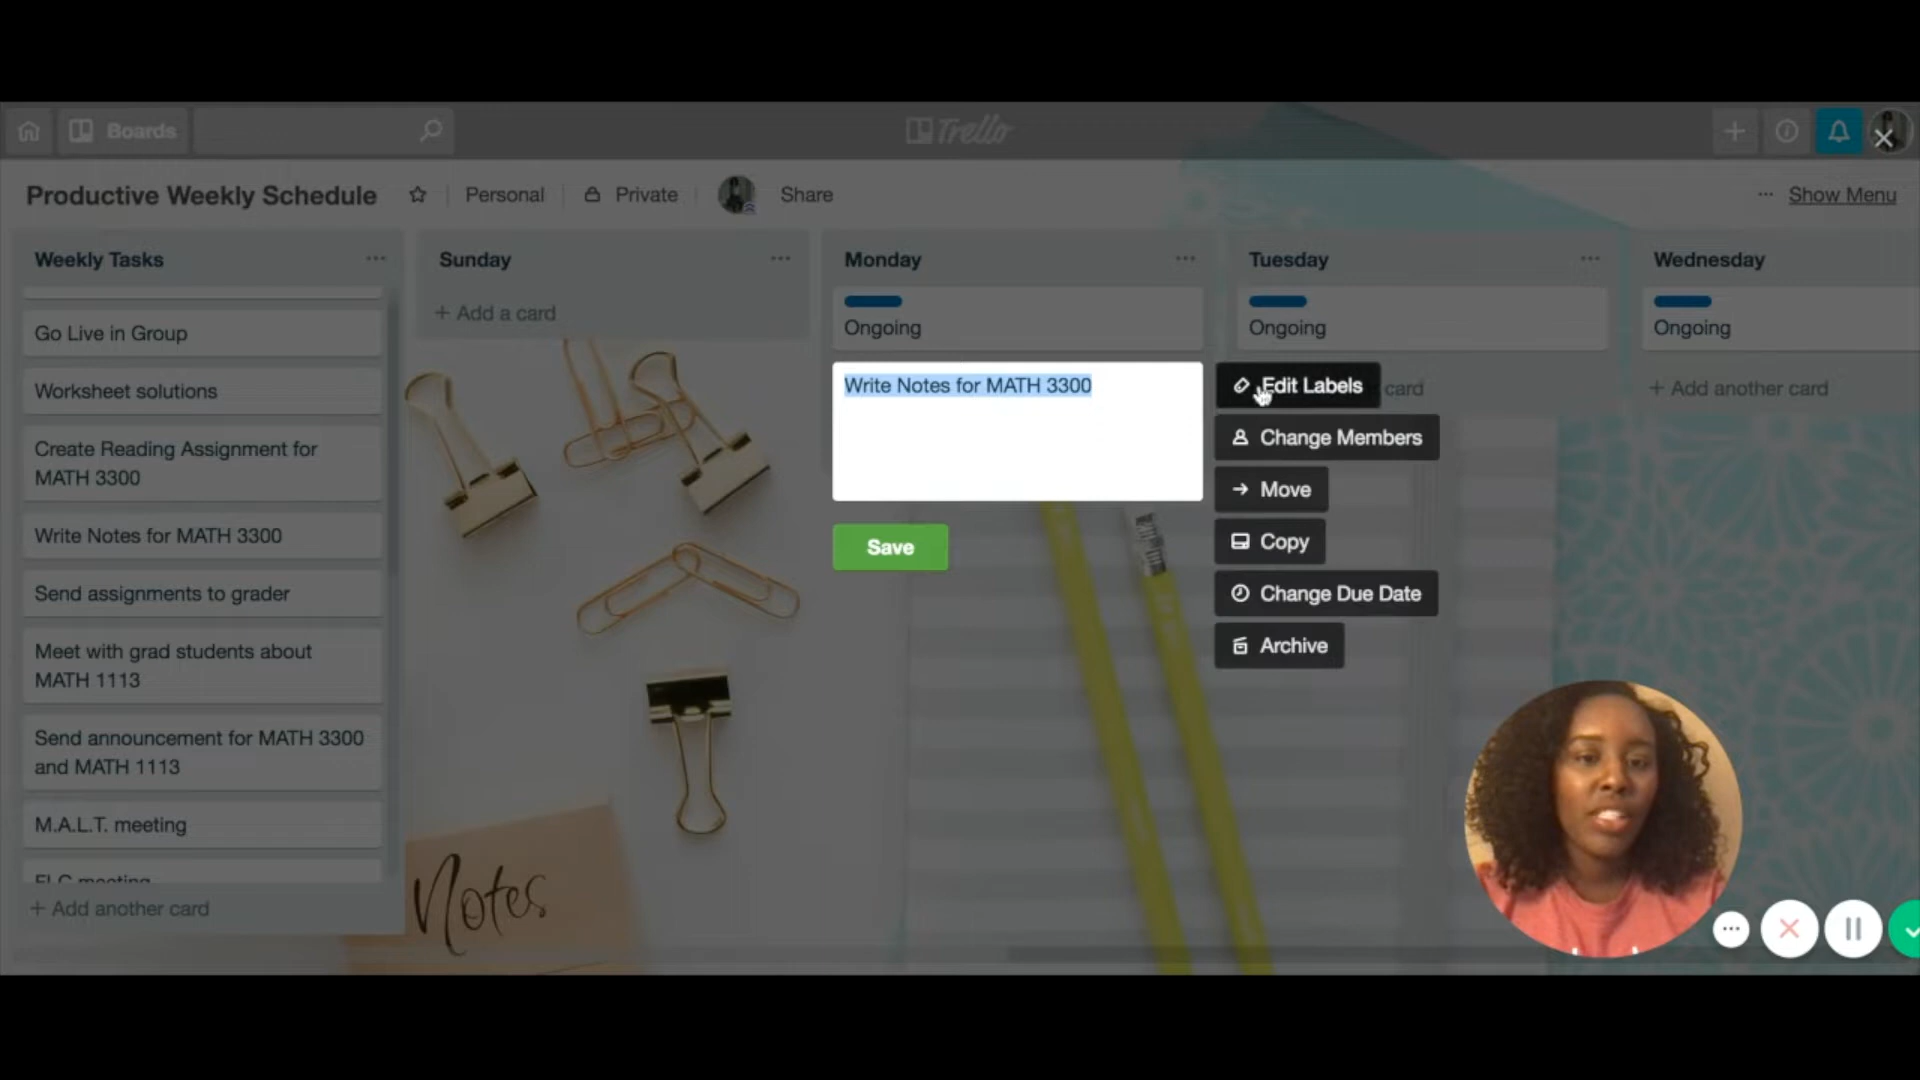 Boards
Trello
Productive Weekly Schedule
Personal
Private
Share
··· Show Menu
Weekly Tasks
Go Live in Group
Worksheet solutions
Create Reading Assignment for
MATH 3300
Write Notes for MATH 3300
Send assignments to grader
Meet with grad students about
MATH 1113
Send announcement for MATH 3300
and MATH 1113
M.A.L.T. meeting
+ Add another card
Sunday
+ Add a card
Notes
Monday
Ongoing
Write Notes for MATH 3300
Save
Tuesday
Ongoing
card
Edit Labels
Change Members
Move
Copy
Change Due Date
Archive
Wednesday
Ongoing
+ Add another card